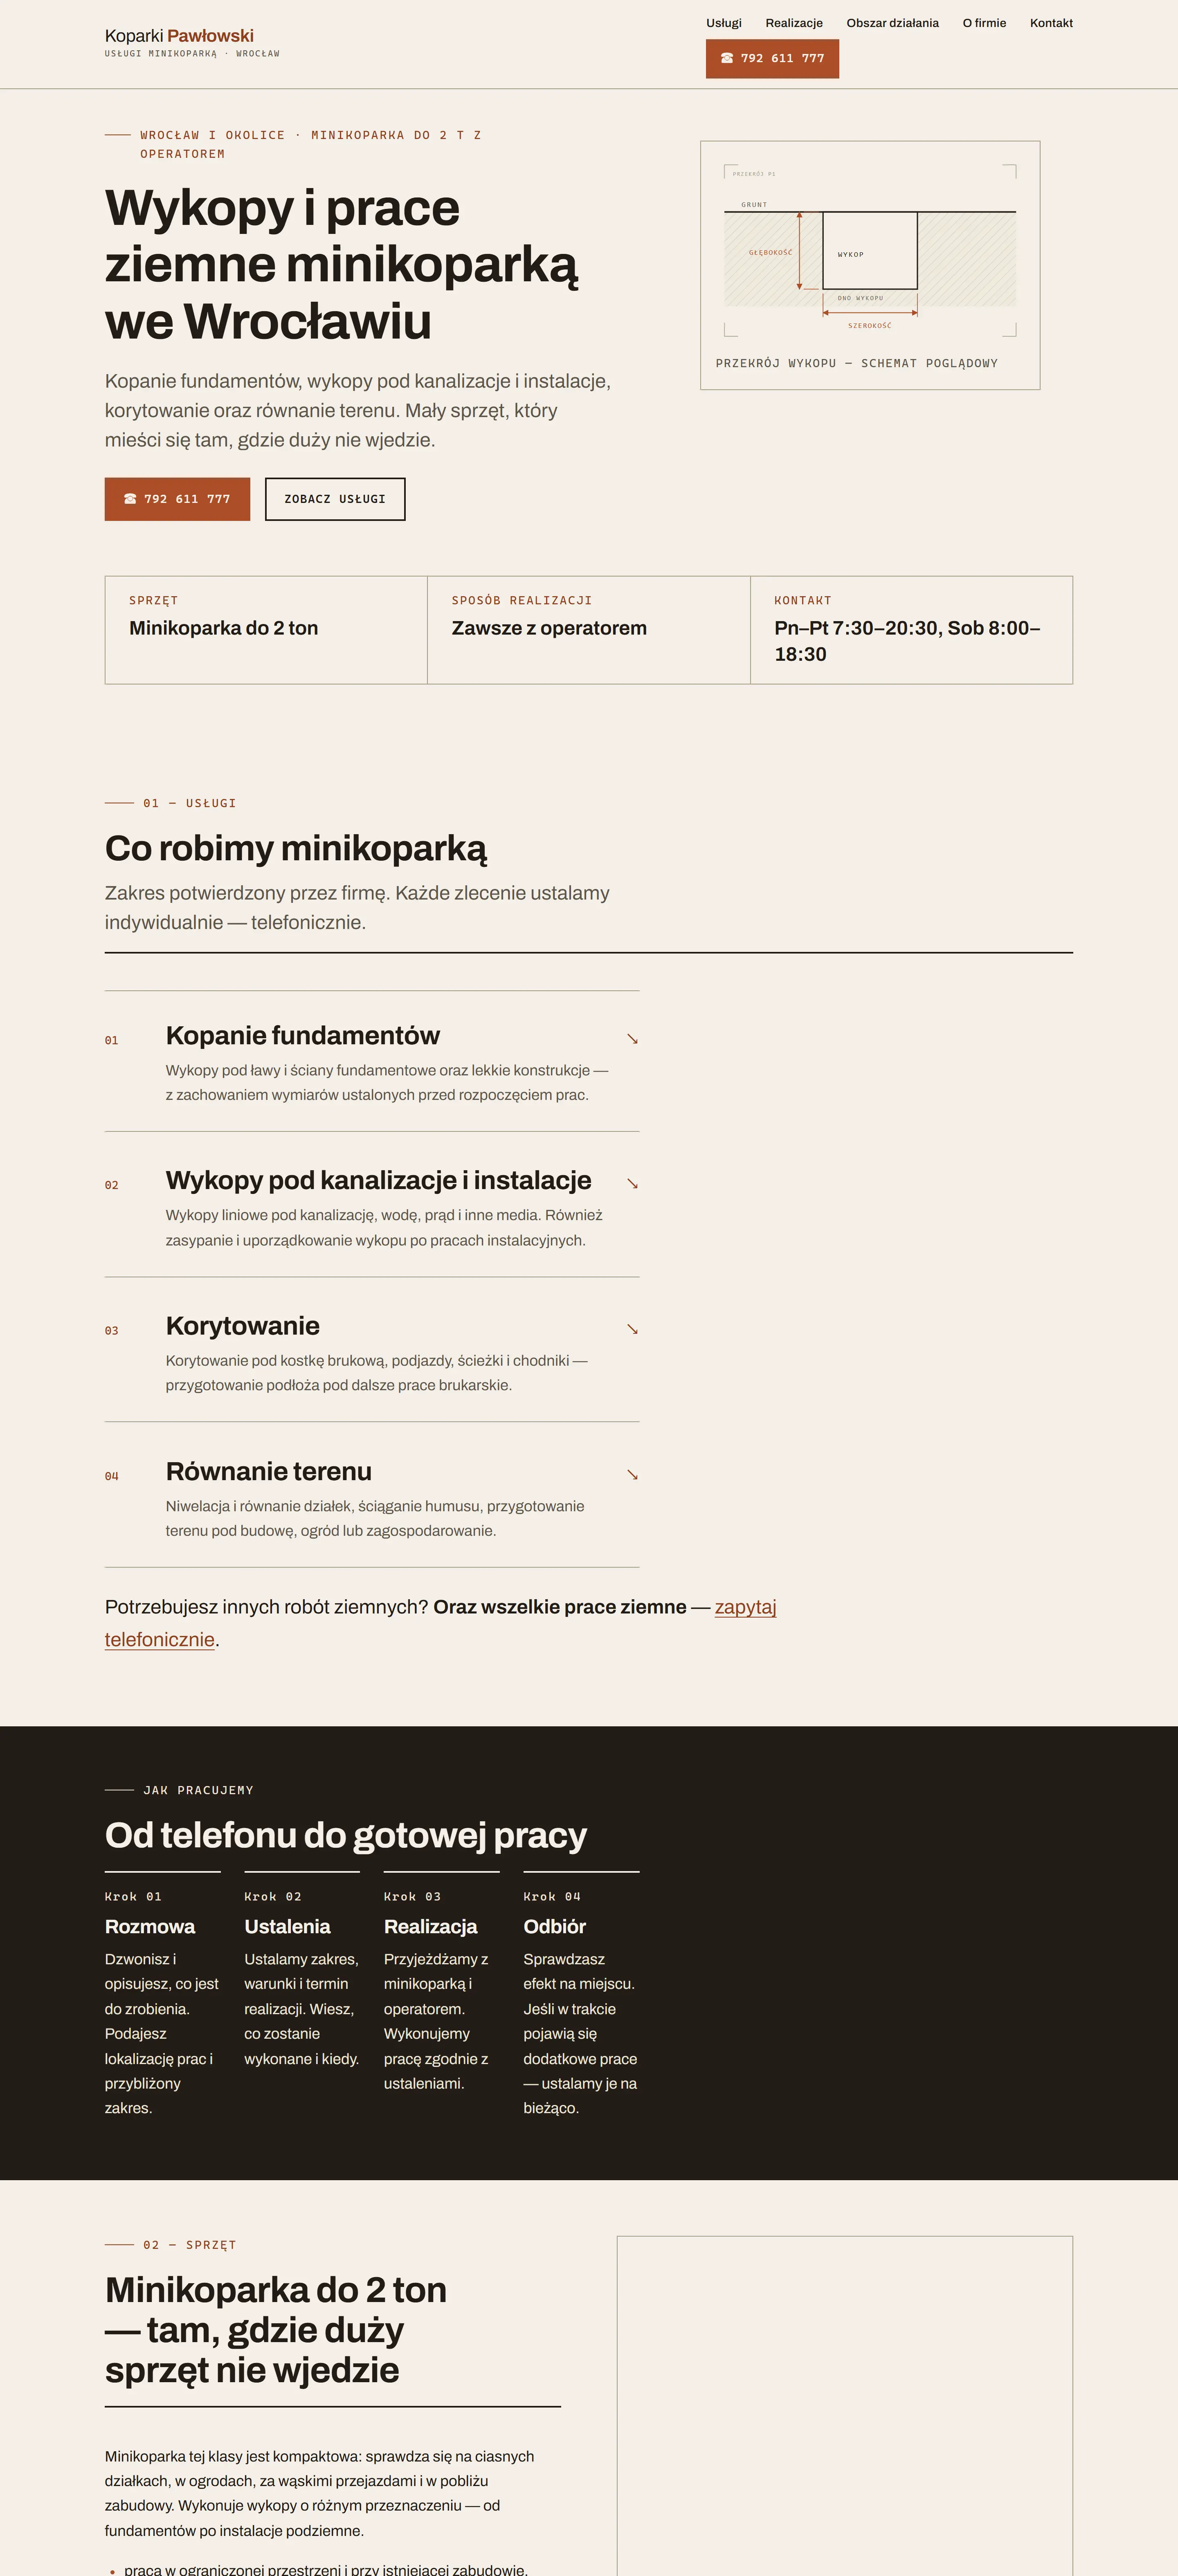 Koparki Pawłowski
USŁUGI MINIKOPARKĄ · WROCŁAW
Usługi Realizacje Obszar działania O firmie Kontakt
☎ 792 611 777
WROCŁAW I OKOLICE · MINIKOPARKA DO 2 T Z
OPERATOREM
Wykopy i prace
ziemne minikoparką
we Wrocławiu
Kopanie fundamentów, wykopy pod kanalizacje i instalacje,
korytowanie oraz równanie terenu. Mały sprzęt, który
mieści się tam, gdzie duży nie wjedzie.
☎ 792 611 777
ZOBACZ USŁUGI
PRZEKRÓJ P1
GRUNT
GŁĘBOKOŚĆ
WYKOP
DNO WYKOPU
SZEROKOŚĆ
PRZEKRÓJ WYKOPU — SCHEMAT POGLĄDOWY
SPRZĘT
Minikoparka do 2 ton
SPOSÓB REALIZACJI
Zawsze z operatorem
KONTAKT
Pn–Pt 7:30–20:30, Sob 8:00–
18:30
01 — USŁUGI
Co robimy minikoparką
Zakres potwierdzony przez firmę. Każde zlecenie ustalamy
indywidualnie — telefonicznie.
01
Kopanie fundamentów
↘
Wykopy pod ławy i ściany fundamentowe oraz lekkie konstrukcje —
z zachowaniem wymiarów ustalonych przed rozpoczęciem prac.
02
Wykopy pod kanalizacje i instalacje
↘
Wykopy liniowe pod kanalizację, wodę, prąd i inne media. Również
zasypanie i uporządkowanie wykopu po pracach instalacyjnych.
03
Korytowanie
↘
Korytowanie pod kostkę brukową, podjazdy, ścieżki i chodniki —
przygotowanie podłoża pod dalsze prace brukarskie.
04
Równanie terenu
↘
Niwelacja i równanie działek, ściąganie humusu, przygotowanie
terenu pod budowę, ogród lub zagospodarowanie.
Potrzebujesz innych robót ziemnych? Oraz wszelkie prace ziemne — zapytaj
telefonicznie.
JAK PRACUJEMY
Od telefonu do gotowej pracy
Krok 01
Rozmowa
Dzwonisz i
opisujesz, co jest
do zrobienia.
Podajesz
lokalizację prac i
przybliżony
zakres.
Krok 02
Ustalenia
Ustalamy zakres,
warunki i termin
realizacji. Wiesz,
co zostanie
wykonane i kiedy.
Krok 03
Realizacja
Przyjeżdżamy z
minikoparką i
operatorem.
Wykonujemy
pracę zgodnie z
ustaleniami.
Krok 04
Odbiór
Sprawdzasz
efekt na miejscu.
Jeśli w trakcie
pojawią się
dodatkowe prace
— ustalamy je na
bieżąco.
02 — SPRZĘT
Minikoparka do 2 ton
— tam, gdzie duży
sprzęt nie wjedzie
Minikoparka tej klasy jest kompaktowa: sprawdza się na ciasnych
działkach, w ogrodach, za wąskimi przejazdami i w pobliżu
zabudowy. Wykonuje wykopy o różnym przeznaczeniu — od
fundamentów po instalacje podziemne.
• praca w ograniczonej przestrzeni i przy istniejącej zabudowie,